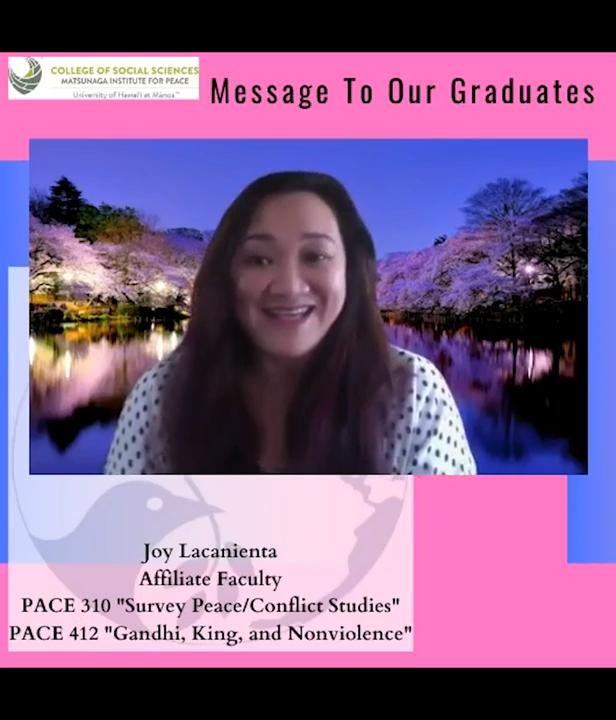 COLLEGE OF SOCIAL SCIENCES
MATSUNAGA INSTITUTE FOR PEACE
University of Hawai'i at Mānoa™
Message To Our Graduates
Joy Lacanienta
Affiliate Faculty
PACE 310 "Survey Peace/Conflict Studies"
PACE 412 "Gandhi, King, and Nonviolence"